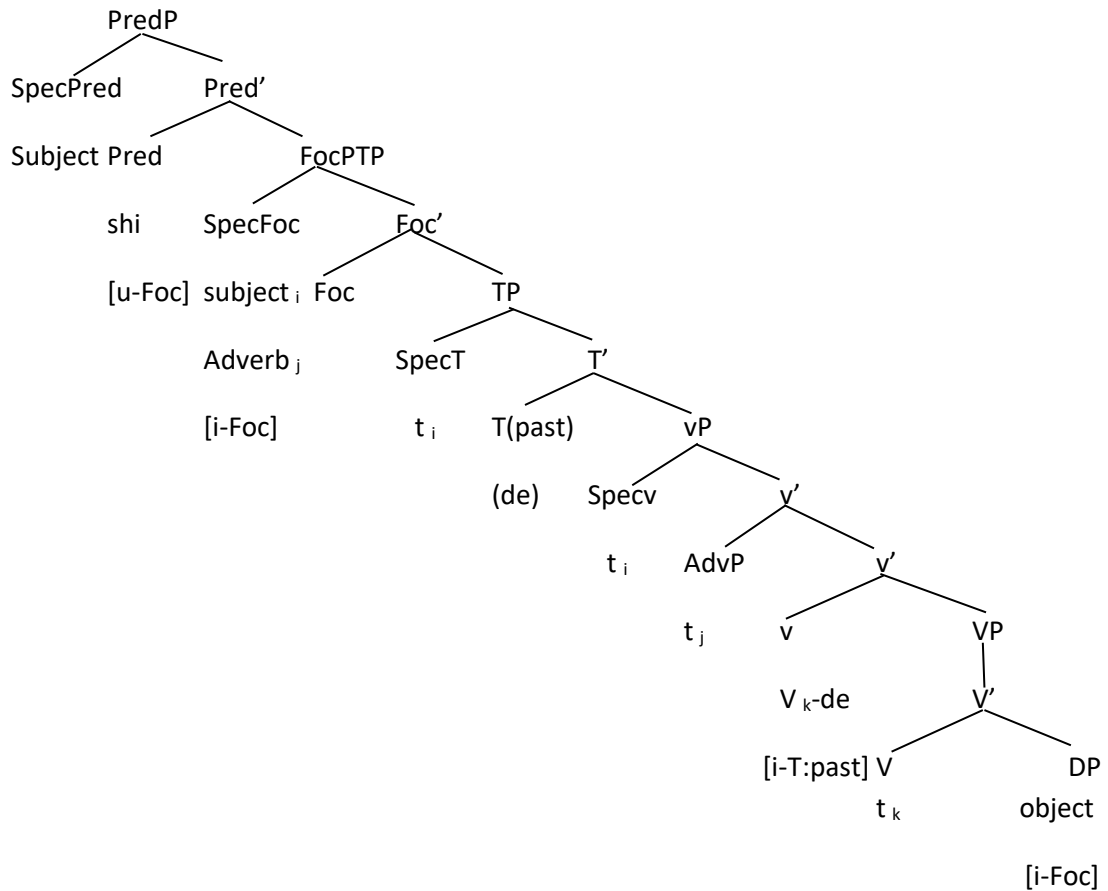 PredP
SpecPred Pred’
Subject Pred FocPTP
shi SpecFoc Foc’
[u-Foc] subject i Foc TP
Adverb j SpecT T’
[i-Foc] t i T(past) vP
(de) Specv v’
t i AdvP v’
t j v VP
V k-de V’
[i-T:past] V DP
t k object
[i-Foc]